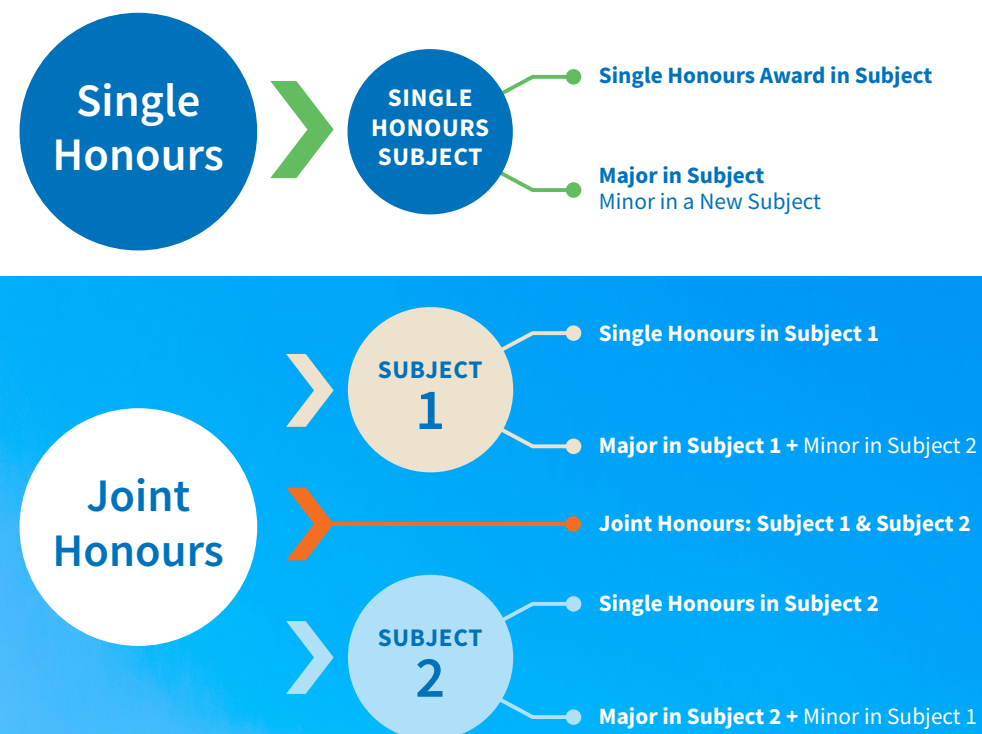 Single
Honours
SINGLE
HONOURS
SUBJECT
Single Honours Award in Subject
Major in Subject
Minor in a New Subject
Joint
Honours
SUBJECT
1
Single Honours in Subject 1
Major in Subject 1 + Minor in Subject 2
Joint Honours: Subject 1 & Subject 2
SUBJECT
2
Single Honours in Subject 2
Major in Subject 2 + Minor in Subject 1